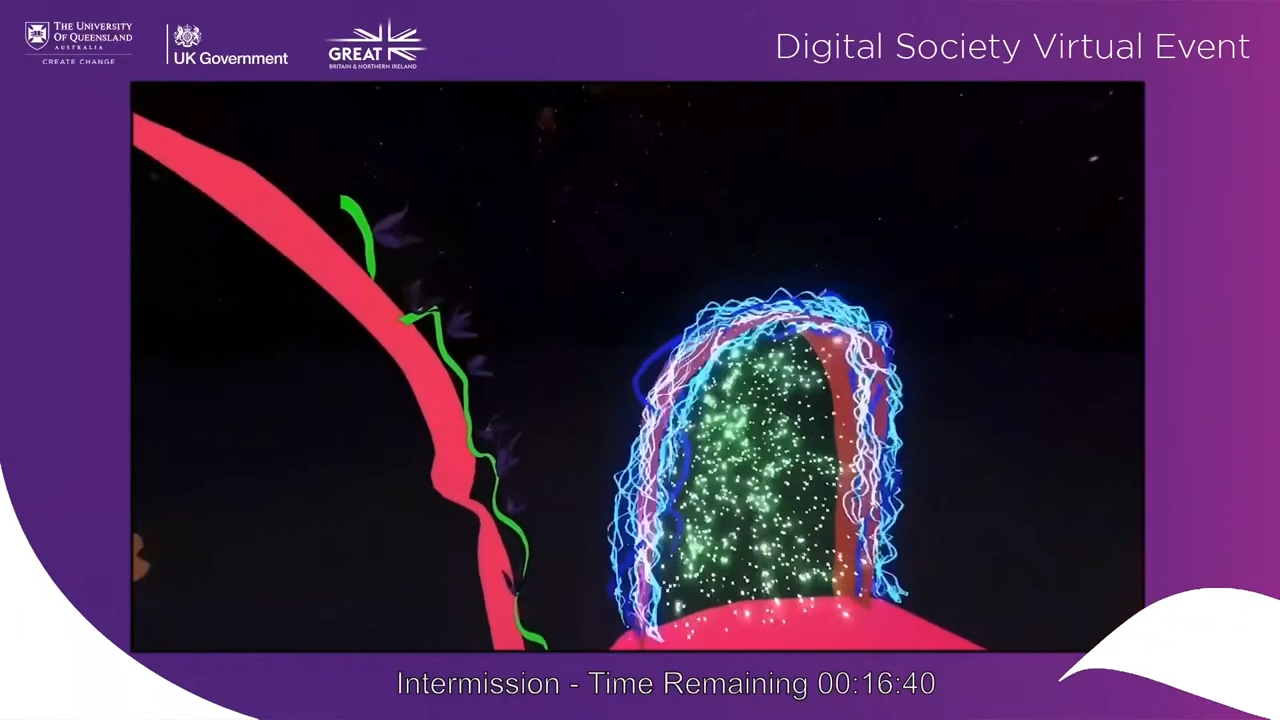 THE UNIVERSITY
OF QUEENSLAND
AUSTRALIA
CREATE CHANGE
UK Government
GREAT
BRITAIN & NORTHERN IRELAND
Digital Society Virtual Event
Intermission - Time Remaining 00:16:40